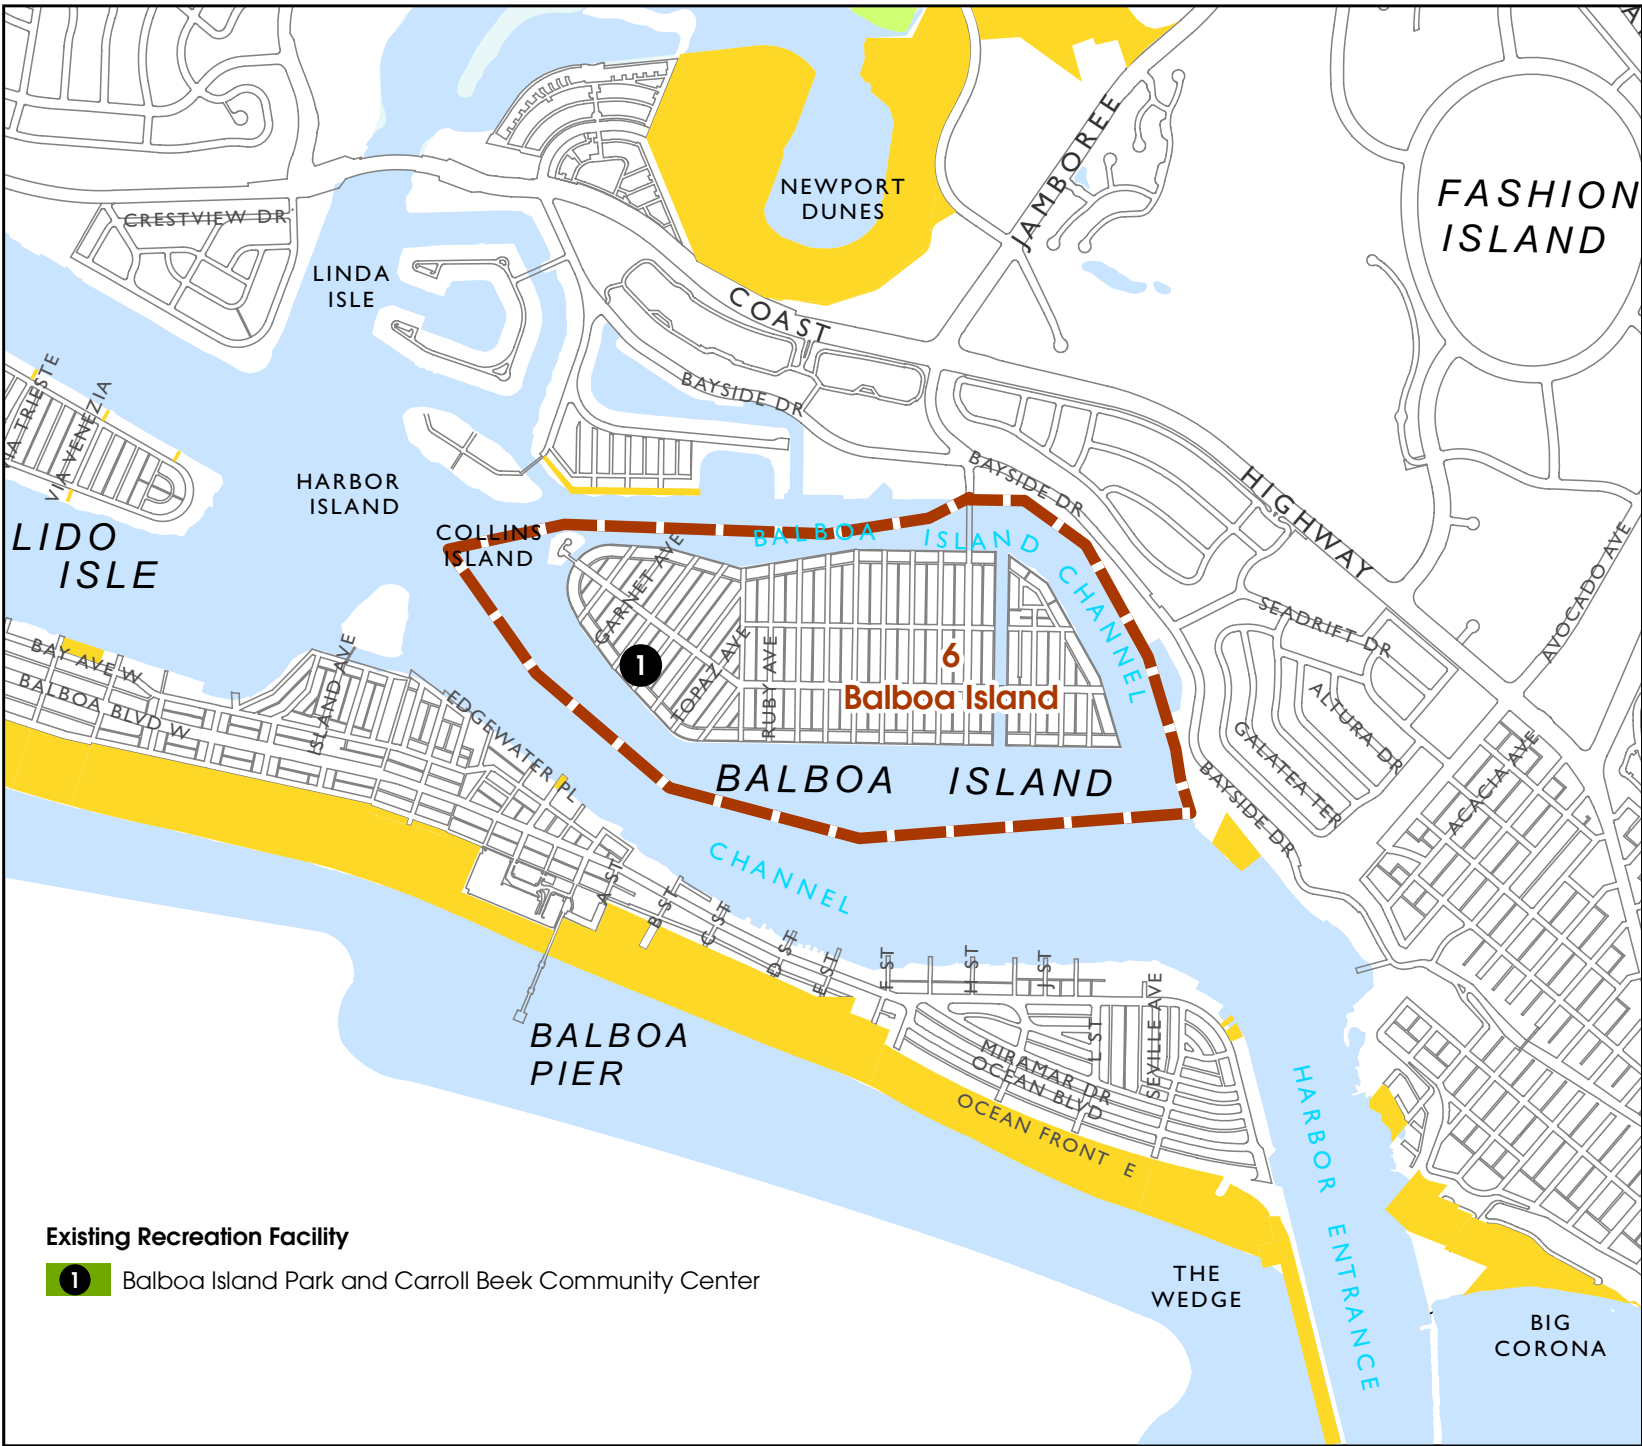 NEWPORT
DUNES
JAMBOREE
FASHION
ISLAND
CRESTVIEW DR
LINDA
ISLE
COAST
HIGHWAY
BAYSIDE DR
BAYSIDE DR
VIA VENEZIA
HARBOR
ISLAND
COLLINS
ISLAND
LIDO
ISLE
BALBOA ISLAND CHANNEL
GARNET AVE
TOPAZ AVE
RUBY AVE
1
6
Balboa Island
BALBOA ISLAND
AVOCADO AVE
SEADRIFT DR
ALTURA DR
GALATEA TER
BAYSIDE DR
ACACIA AVE
BAY AVE W
BALBOA BLVD W
ISLAND AVE
EDGEWATER PL
CHANNEL
A ST
B ST
C ST
D ST
E ST
F ST
H ST
J ST
L ST
SEVILLE AVE
MIRAMAR DR
OCEAN BLVD
OCEAN FRONT E
BALBOA
PIER
HARBOR ENTRANCE
THE
WEDGE
BIG
CORONA
Existing Recreation Facility
1 Balboa Island Park and Carroll Beek Community Center